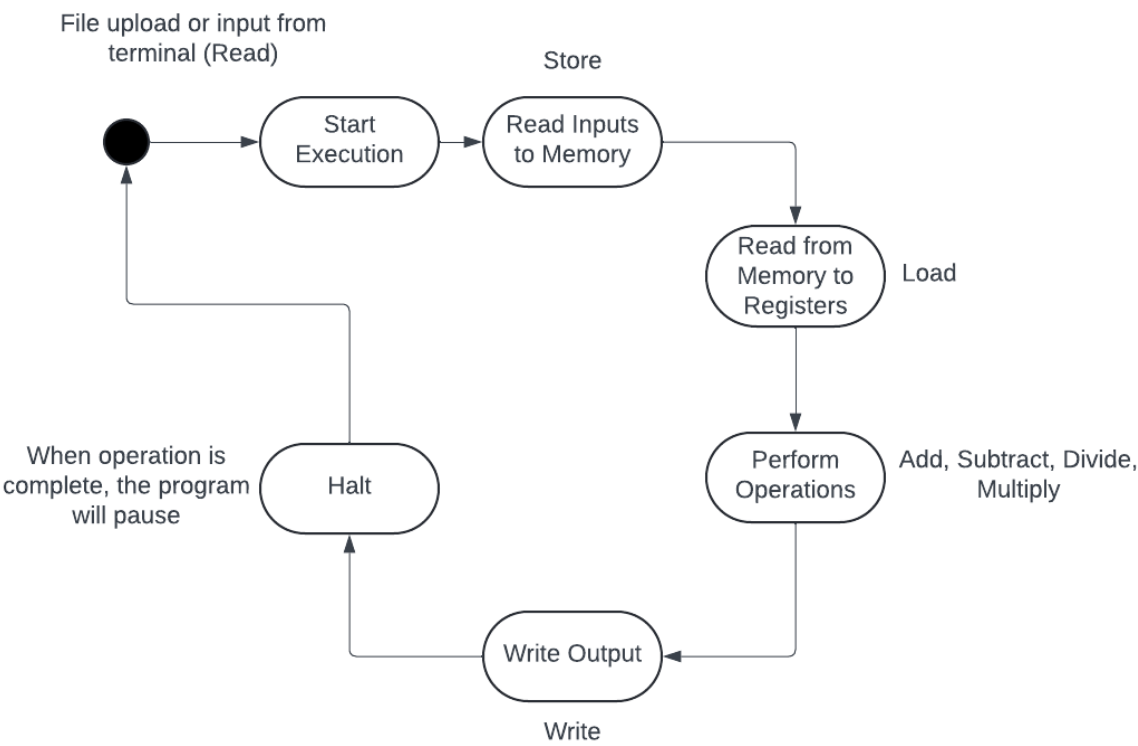 File upload or input from
terminal (Read)
Store
Start
Execution
Read Inputs
to Memory
Read from
Memory to
Registers
Load
Perform
Operations
Add, Subtract, Divide,
Multiply
When operation is
complete, the program
will pause
Halt
Write Output
Write